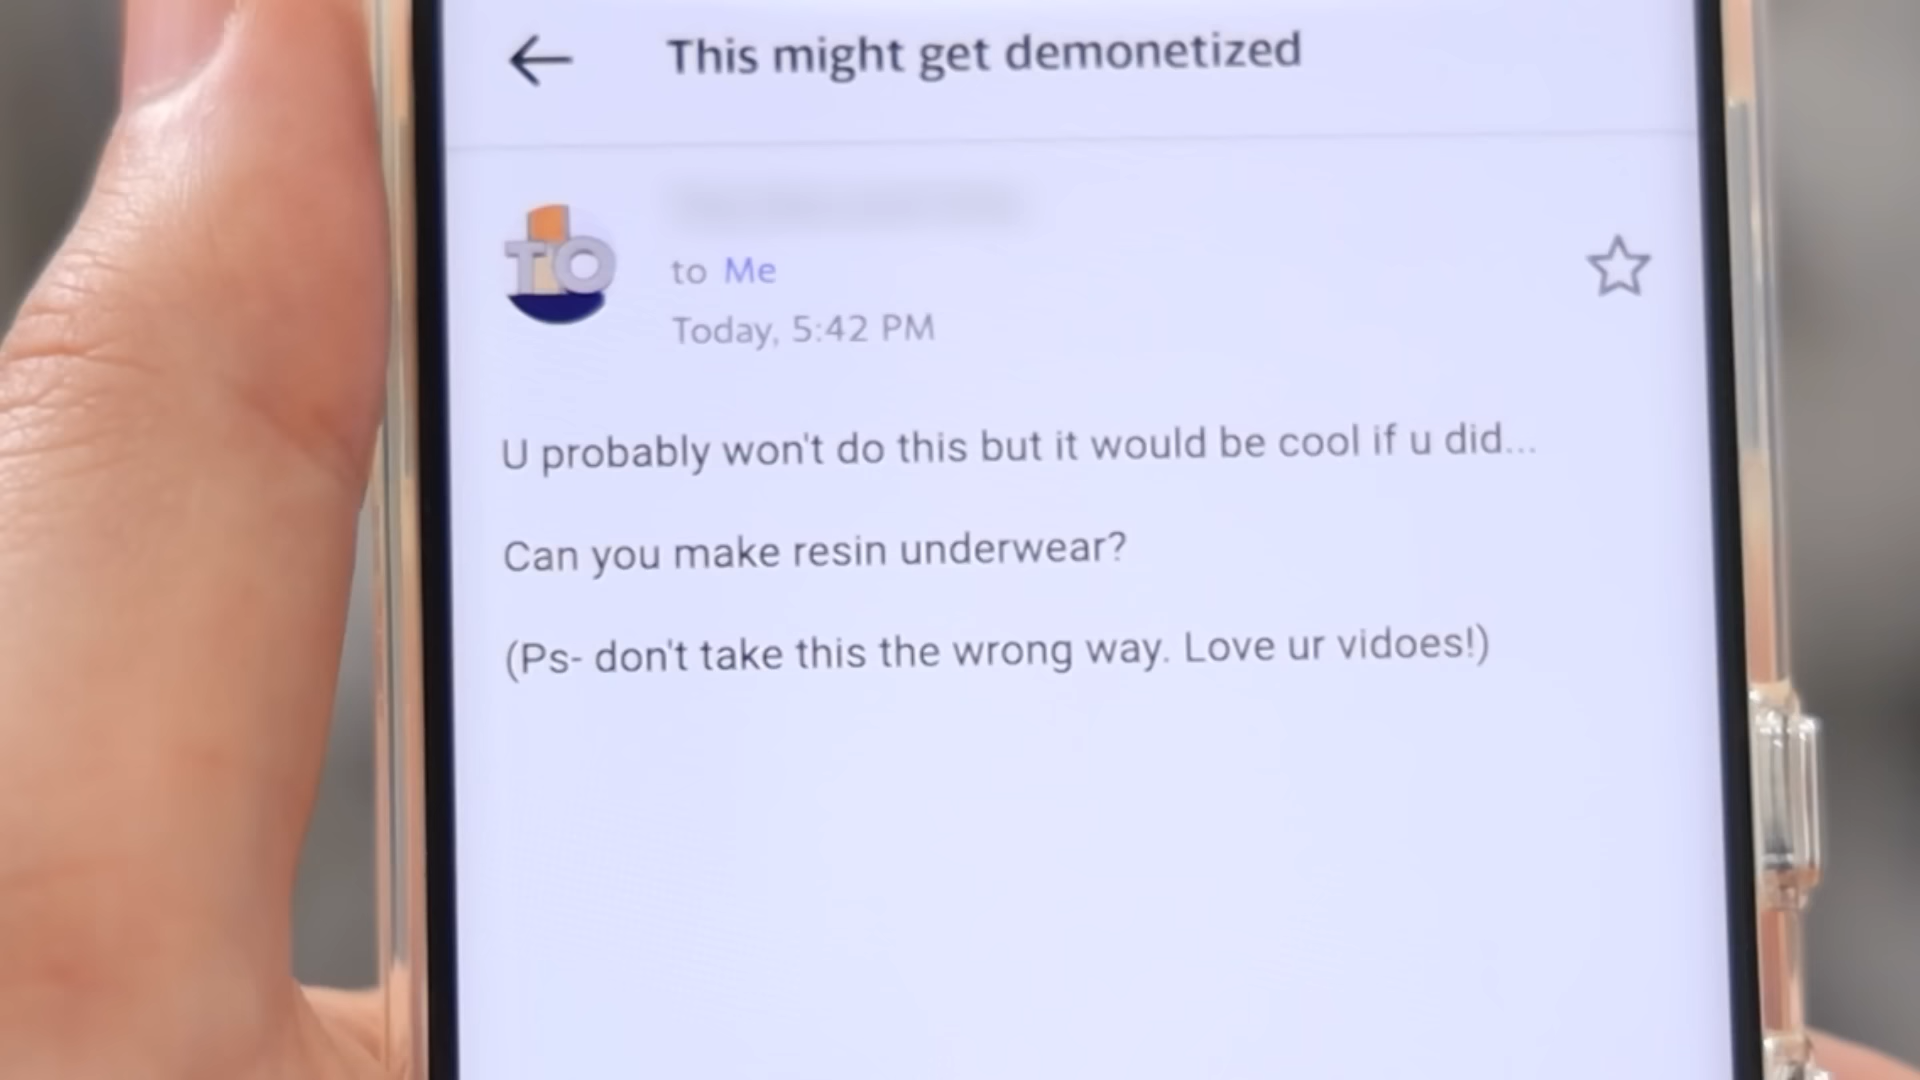 This might get demonetized
TO
to Me
Today, 5:42 PM
U probably won't do this but it would be cool if u did...
Can you make resin underwear?
(Ps- don't take this the wrong way. Love ur vidoes!)